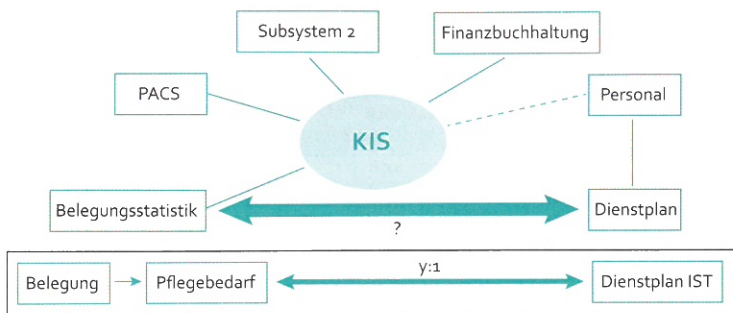 Subsystem 2
Finanzbuchhaltung
PACS
Personal
KIS
Belegungsstatistik
Dienstplan
?
y:1
Belegung
Pflegebedarf
Dienstplan IST